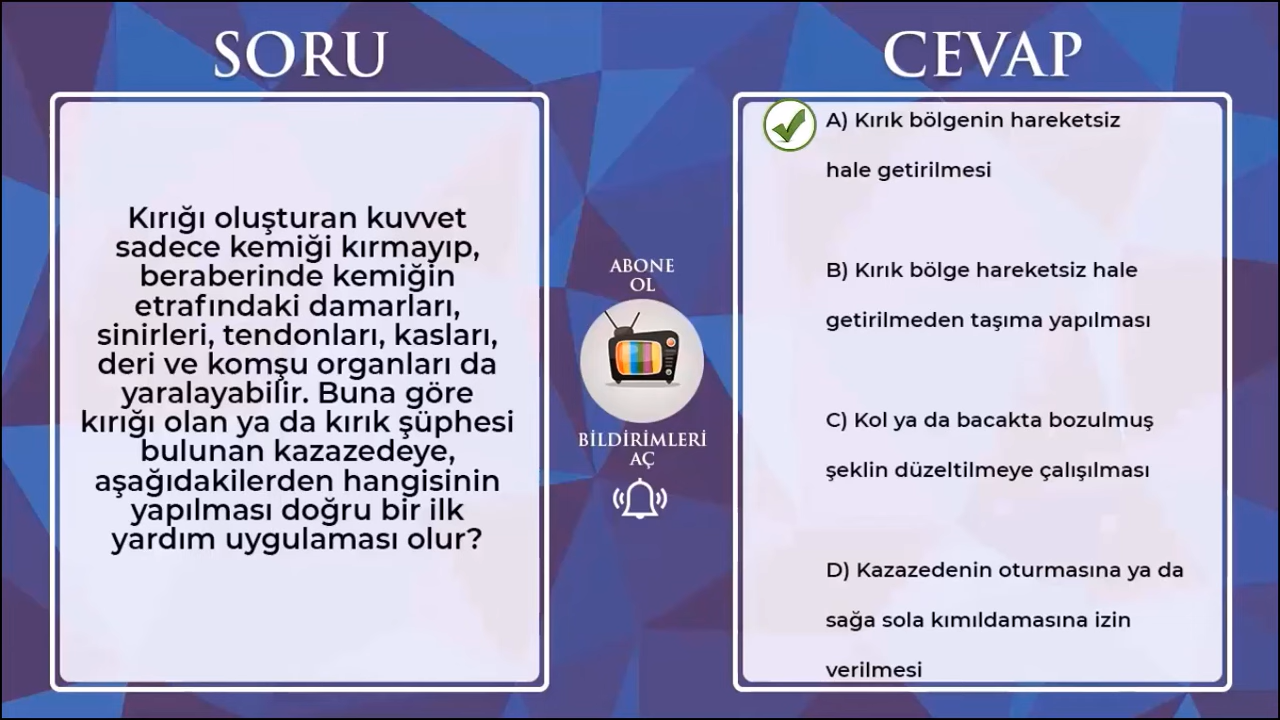 SORU
Kırığı oluşturan kuvvet
sadece kemiği kırmayıp,
beraberinde kemiğin
etrafındaki damarları,
sinirleri, tendonları, kasları,
deri ve komşu organları da
yaralayabilir. Buna göre
kırığı olan ya da kırık şüphesi
bulunan kazazedeye,
aşağıdakilerden hangisinin
yapılması doğru bir ilk
yardım uygulaması olur?
ABONE
OL
BİLDİRİMLERİ
AÇ
CEVAP
A) Kırık bölgenin hareketsiz
hale getirilmesi
B) Kırık bölge hareketsiz hale
getirilmeden taşıma yapılması
C) Kol ya da bacakta bozulmuş
şeklin düzeltilmeye çalışılması
D) Kazazedenin oturmasına ya da
sağa sola kımıldamasına izin
verilmesi